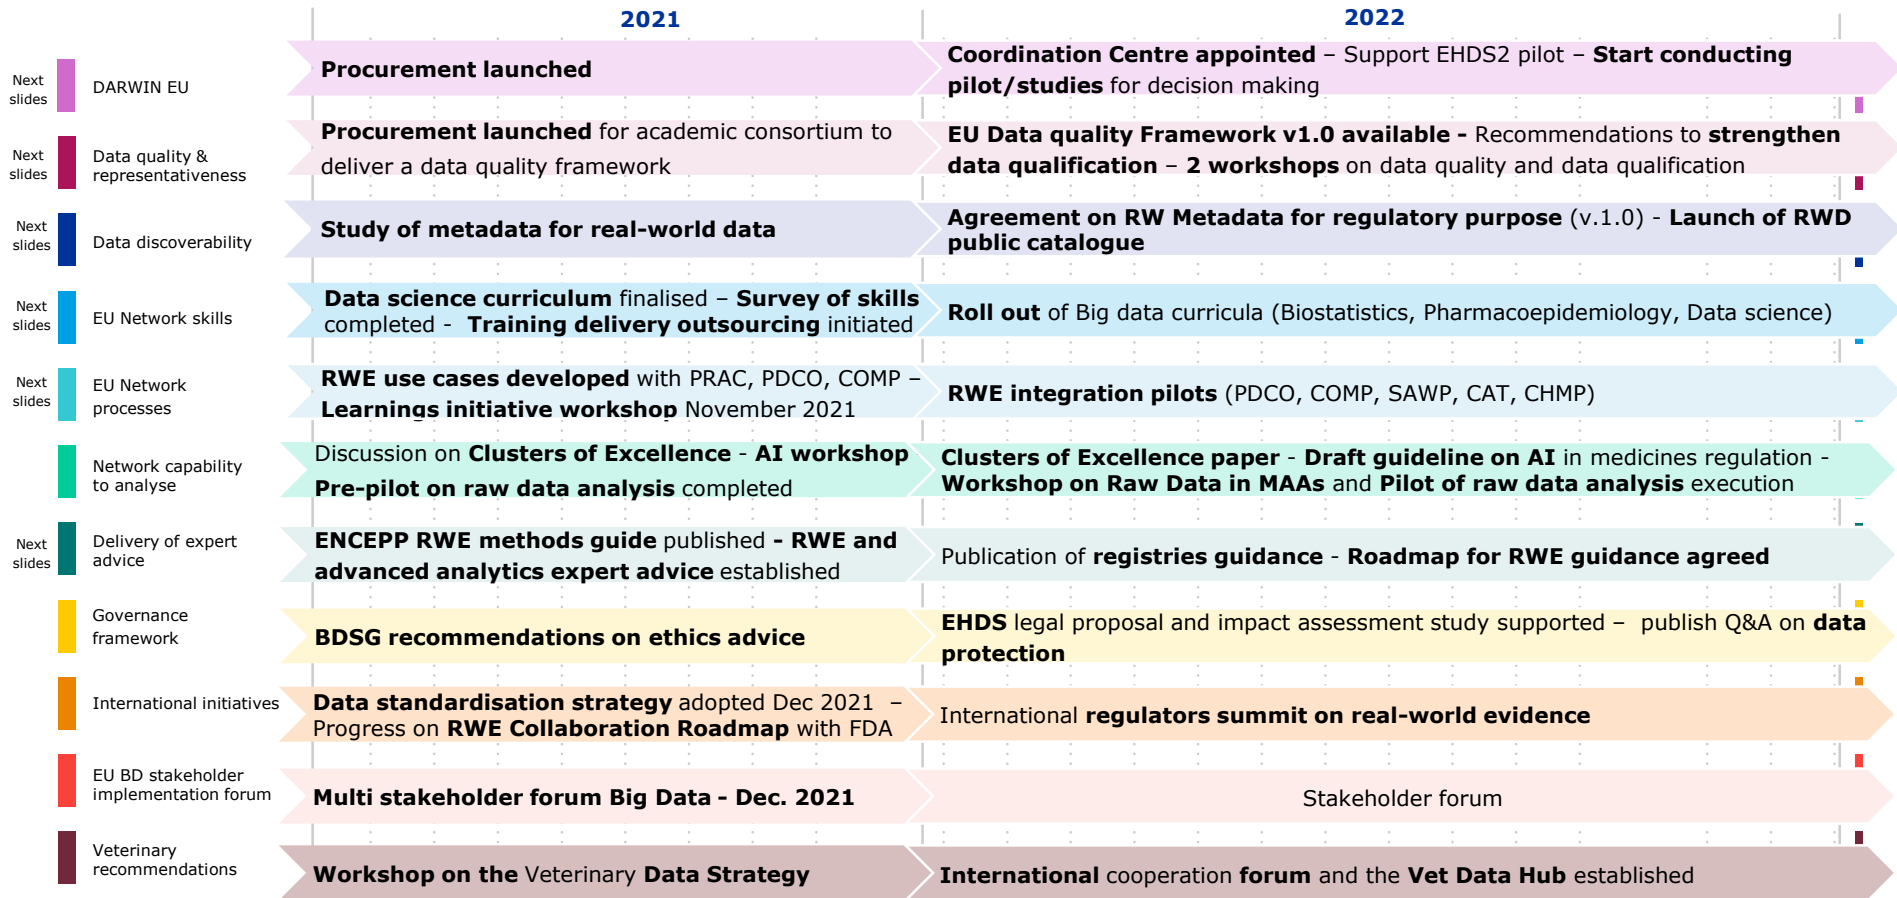 2021
2022
Next
slides
DARWIN EU
Procurement launched
Coordination Centre appointed – Support EHDS2 pilot – Start conducting
pilot/studies for decision making
Next
slides
Data quality &
representativeness
Procurement launched for academic consortium to
deliver a data quality framework
EU Data quality Framework v1.0 available - Recommendations to strengthen
data qualification – 2 workshops on data quality and data qualification
Next
slides
Data discoverability
Study of metadata for real-world data
Agreement on RW Metadata for regulatory purpose (v.1.0) - Launch of RWD
public catalogue
Next
slides
EU Network skills
Data science curriculum finalised – Survey of skills
completed - Training delivery outsourcing initiated
Roll out of Big data curricula (Biostatistics, Pharmacoepidemiology, Data science)
Next
slides
EU Network
processes
RWE use cases developed with PRAC, PDCO, COMP –
Learnings initiative workshop November 2021
RWE integration pilots (PDCO, COMP, SAWP, CAT, CHMP)
Network capability
to analyse
Discussion on Clusters of Excellence - AI workshop
Pre-pilot on raw data analysis completed
Clusters of Excellence paper - Draft guideline on AI in medicines regulation -
Workshop on Raw Data in MAAs and Pilot of raw data analysis execution
Next
slides
Delivery of expert
advice
ENCEPP RWE methods guide published - RWE and
advanced analytics expert advice established
Publication of registries guidance - Roadmap for RWE guidance agreed
Governance
framework
BDSG recommendations on ethics advice
EHDS legal proposal and impact assessment study supported – publish Q&A on data
protection
International initiatives
Data standardisation strategy adopted Dec 2021 –
Progress on RWE Collaboration Roadmap with FDA
International regulators summit on real-world evidence
EU BD stakeholder
implementation forum
Multi stakeholder forum Big Data - Dec. 2021
Stakeholder forum
Veterinary
recommendations
Workshop on the Veterinary Data Strategy
International cooperation forum and the Vet Data Hub established